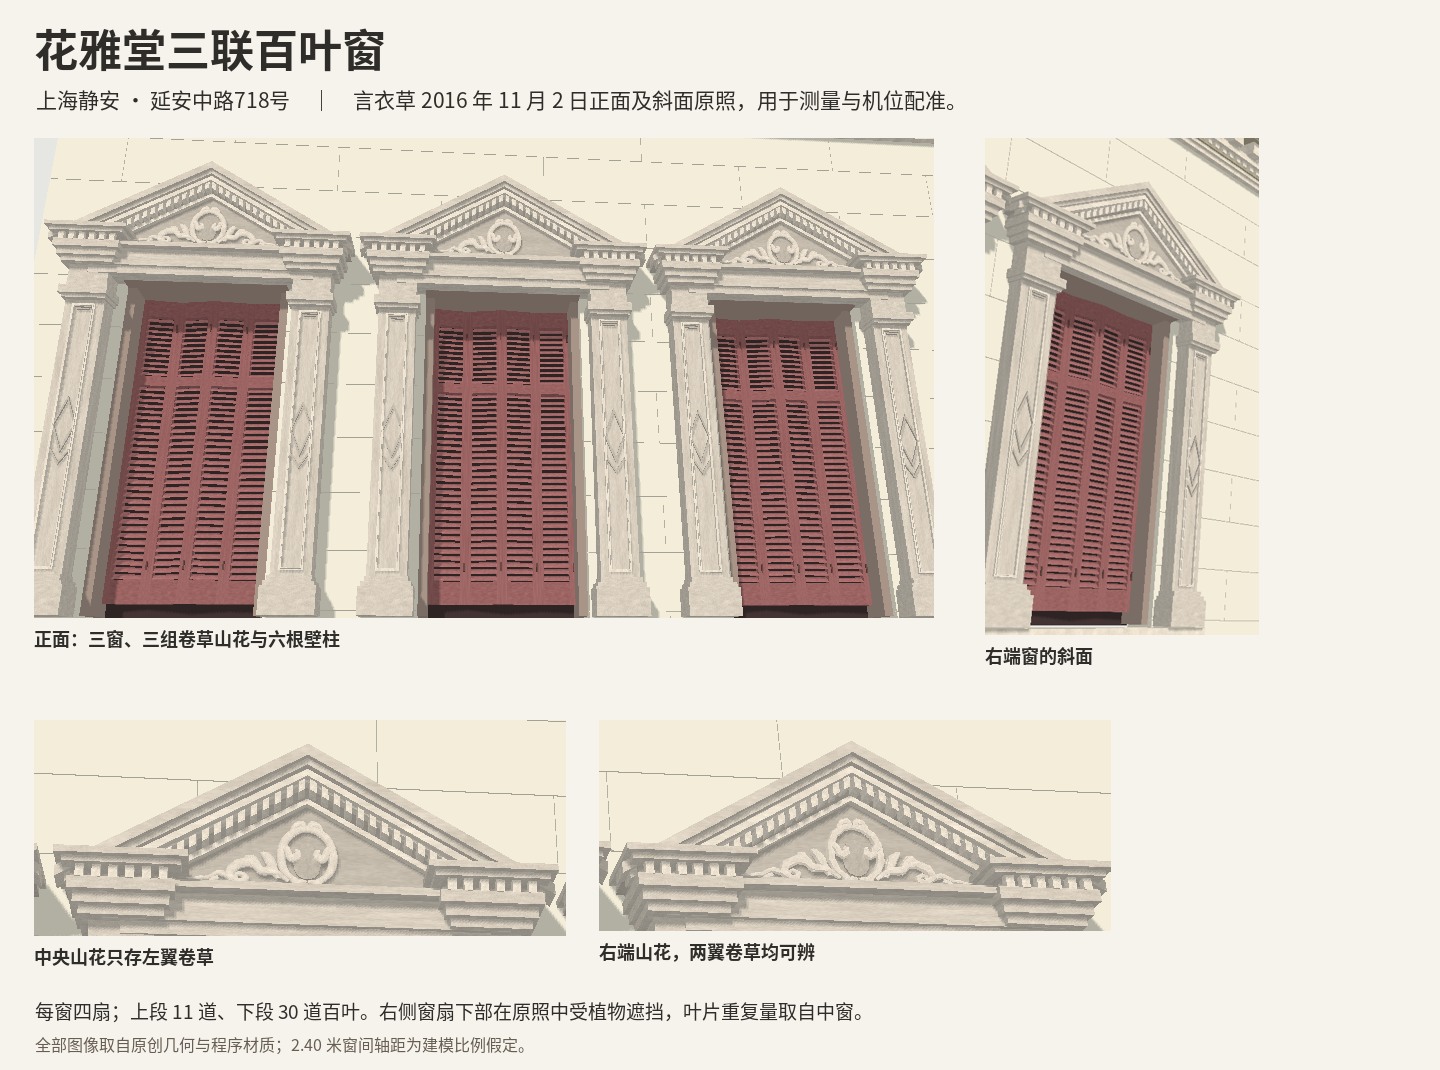 花雅堂三联百叶窗
上海静安 · 延安中路718号 ｜ 言衣草 2016 年 11 月 2 日正面及斜面原照，用于测量与机位配准。
正面：三窗、三组卷草山花与六根壁柱
右端窗的斜面
中央山花只存左翼卷草
右端山花，两翼卷草均可辨
每窗四扇；上段 11 道、下段 30 道百叶。右侧窗扇下部在原照中受植物遮挡，叶片重复量取自中窗。
全部图像取自原创几何与程序材质；2.40 米窗间轴距为建模比例假定。